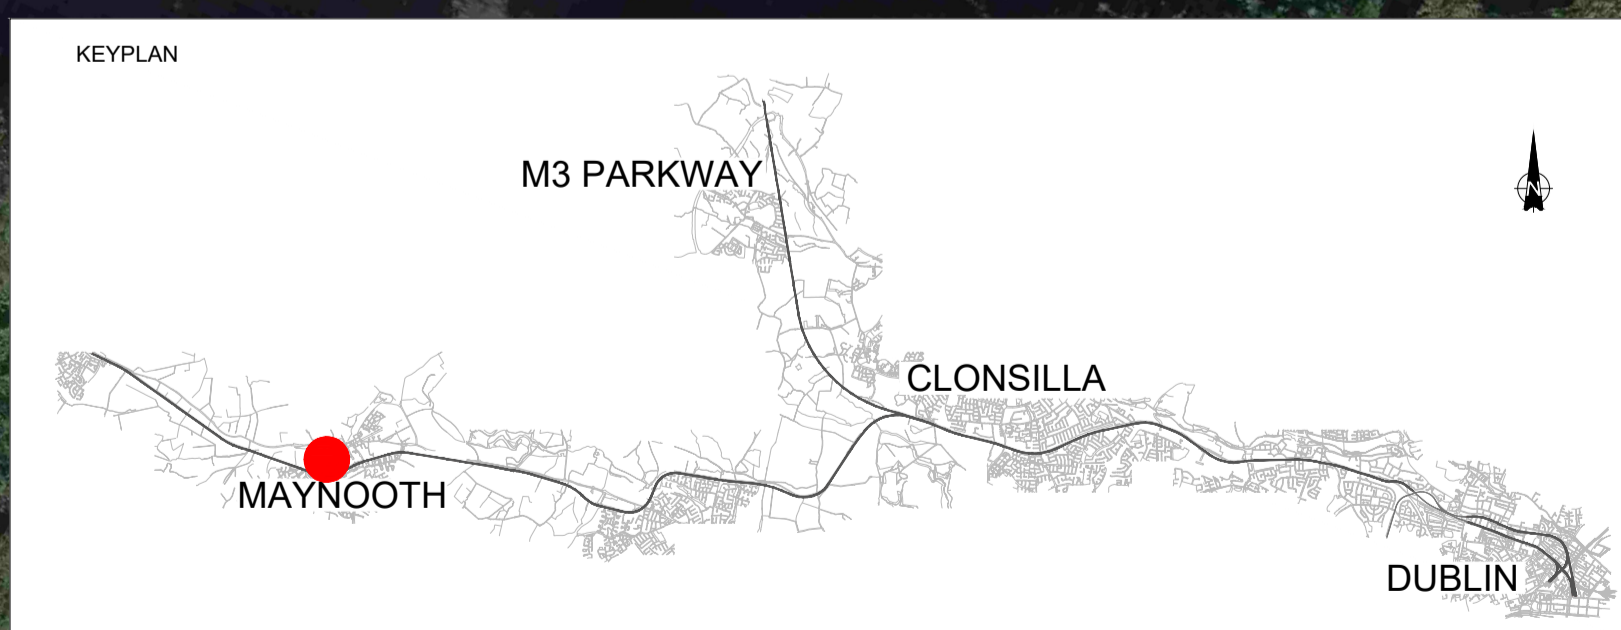 KEYPLAN
M3 PARKWAY
N
CLONSILLA
MAYNOOTH
DUBLIN